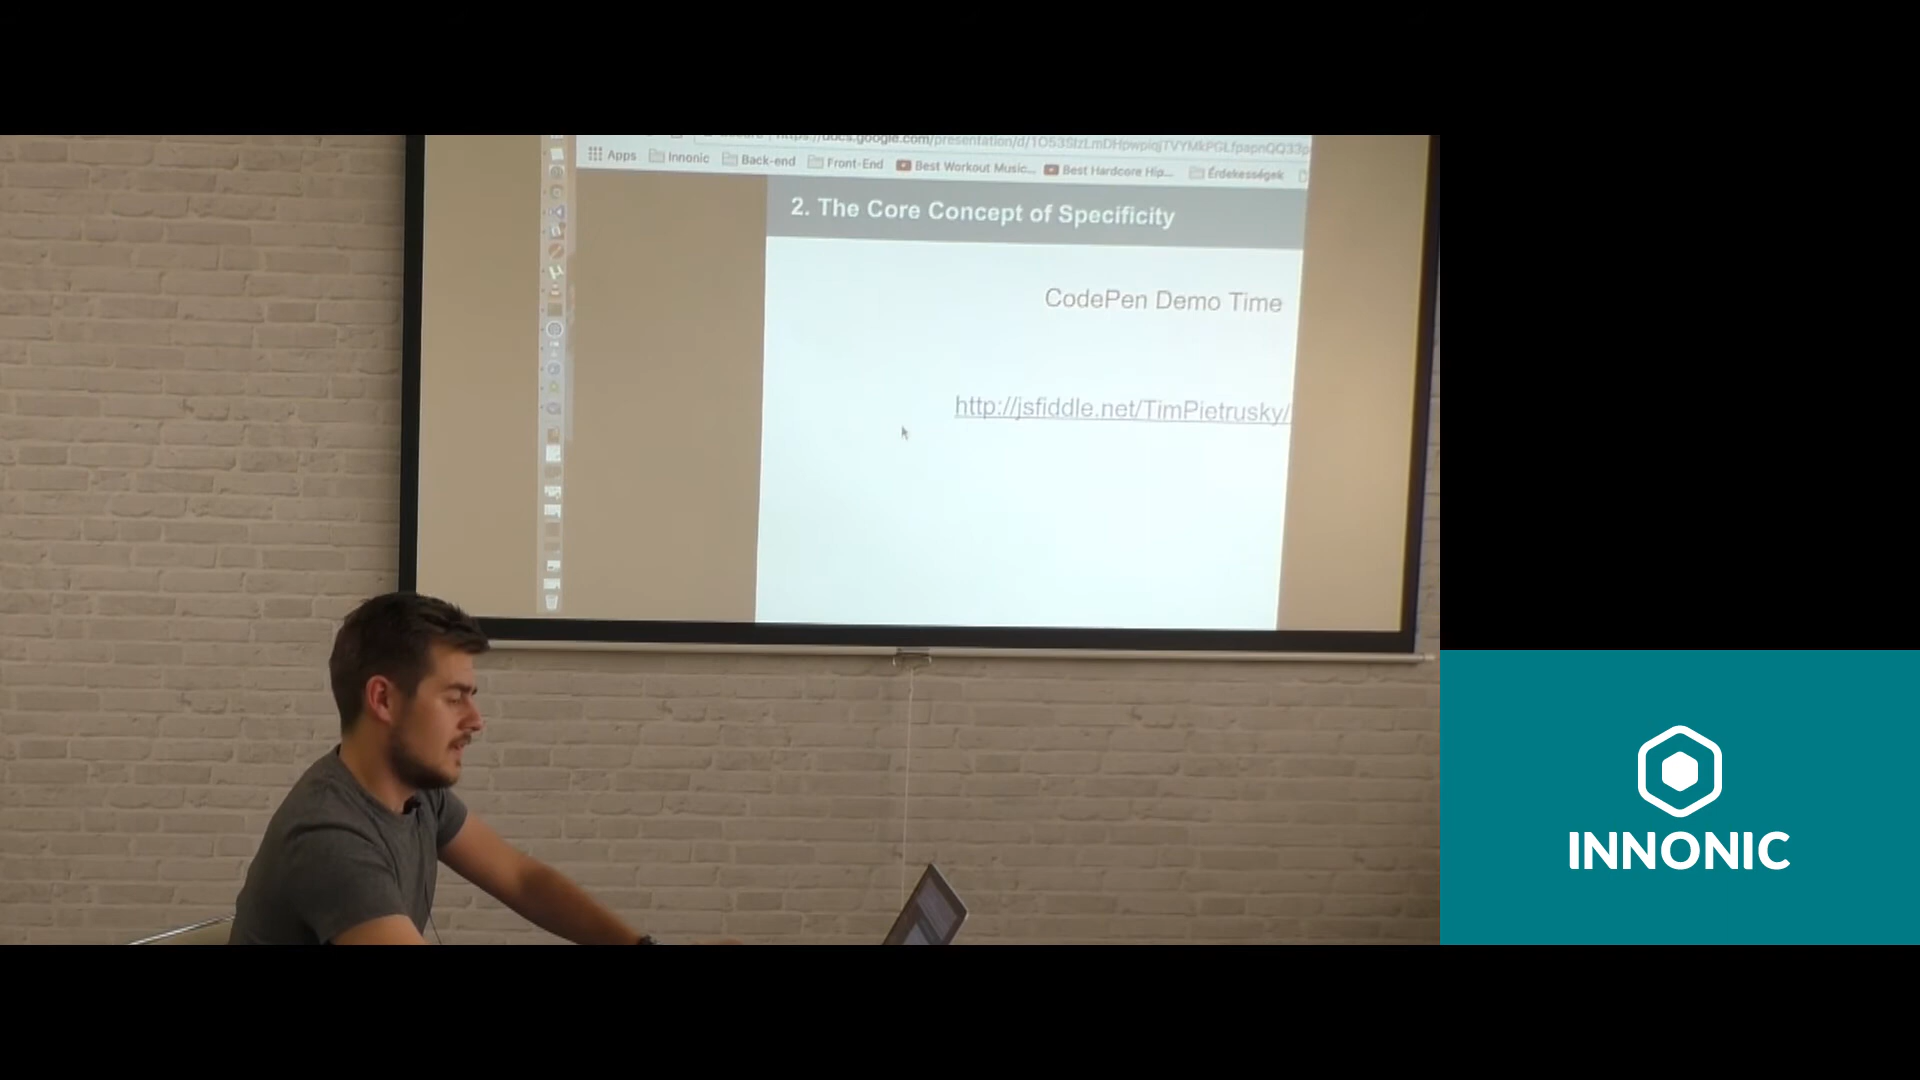 Apps Innonic Back-end Front-End Best Workout Music... Best Hardcore Hip... Érdekességek
2. The Core Concept of Specificity
CodePen Demo Time
http://jsfiddle.net/TimPietrusky/
INNONIC